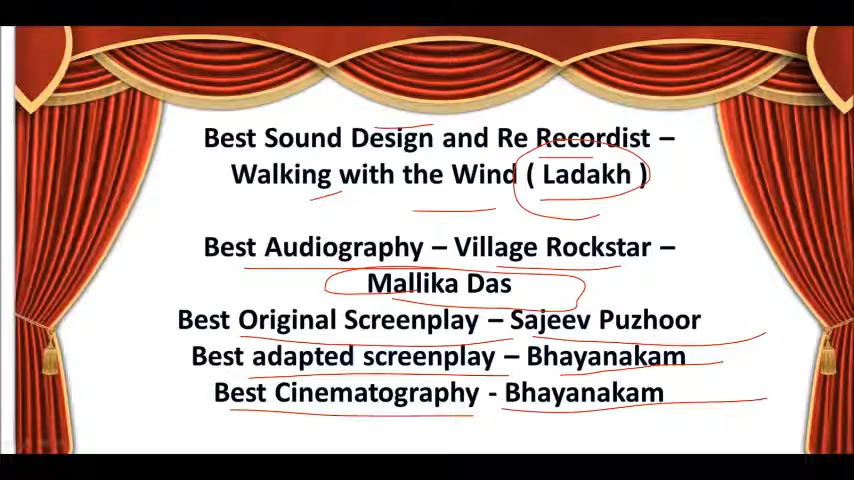 Best Sound Design and Re Recordist –
Walking with the Wind ( Ladakh )
Best Audiography – Village Rockstar –
Mallika Das
Best Original Screenplay – Sajeev Puzhoor
Best adapted screenplay – Bhayanakam
Best Cinematography - Bhayanakam